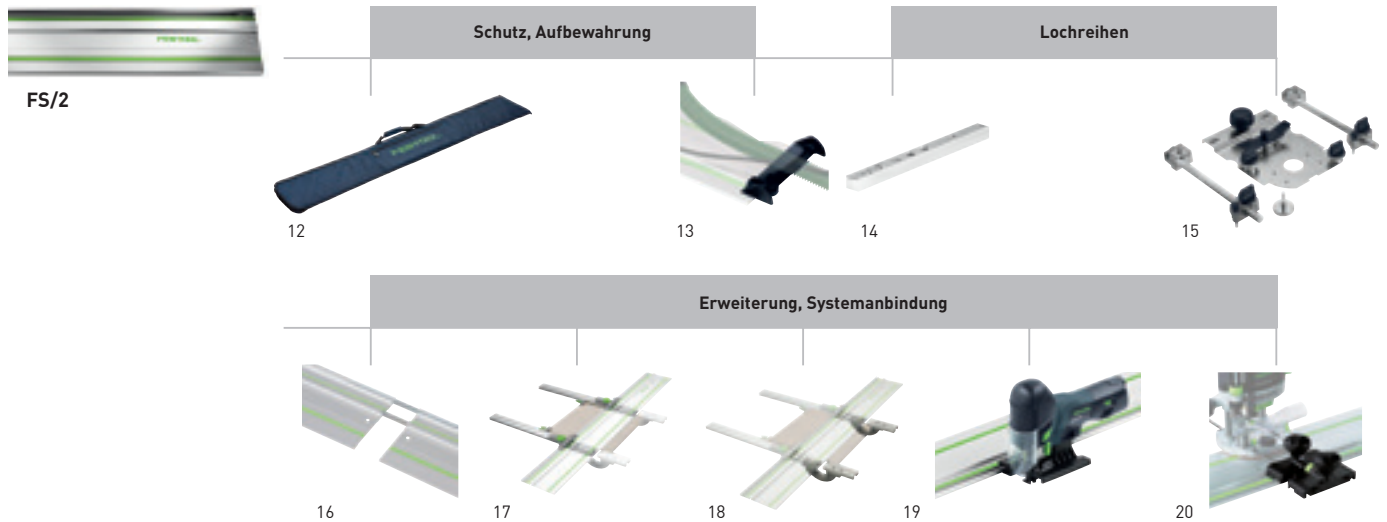 Schutz, Aufbewahrung
Lochreihen
FS/2
12
13
14
15
Erweiterung, Systemanbindung
16
17
18
19
20